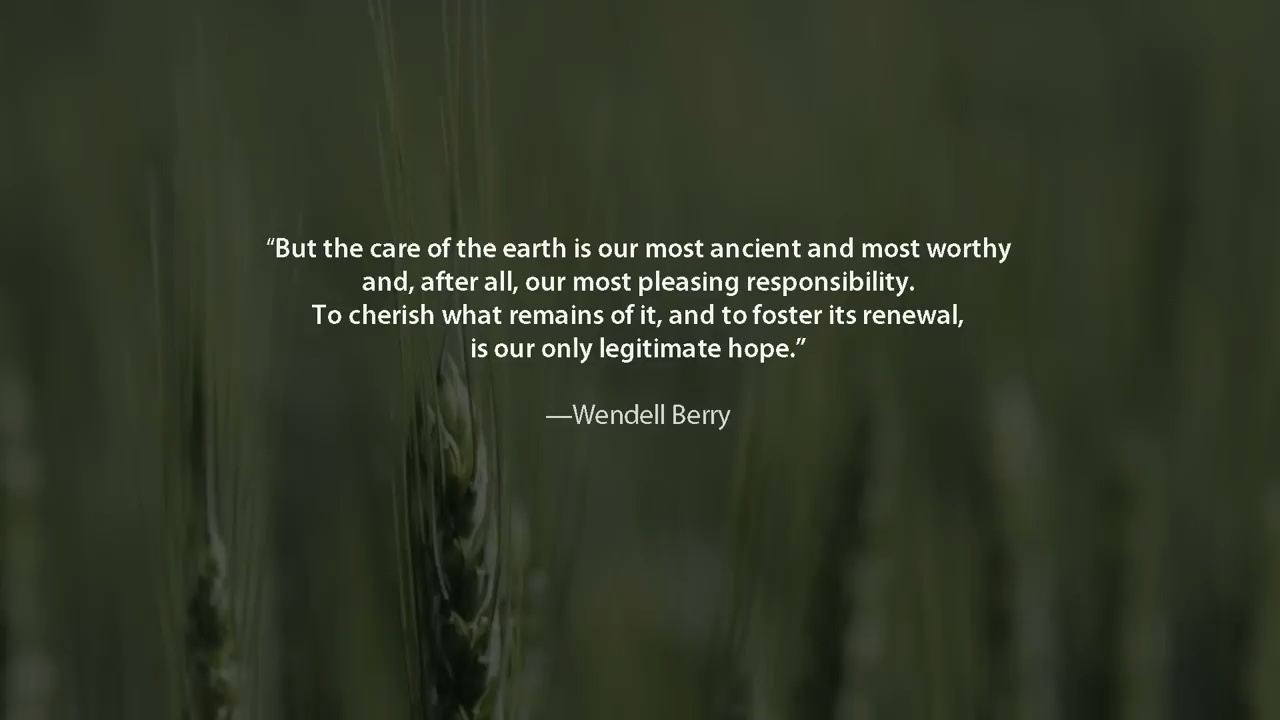 “But the care of the earth is our most ancient and most worthy
and, after all, our most pleasing responsibility.
To cherish what remains of it, and to foster its renewal,
is our only legitimate hope.”
—Wendell Berry